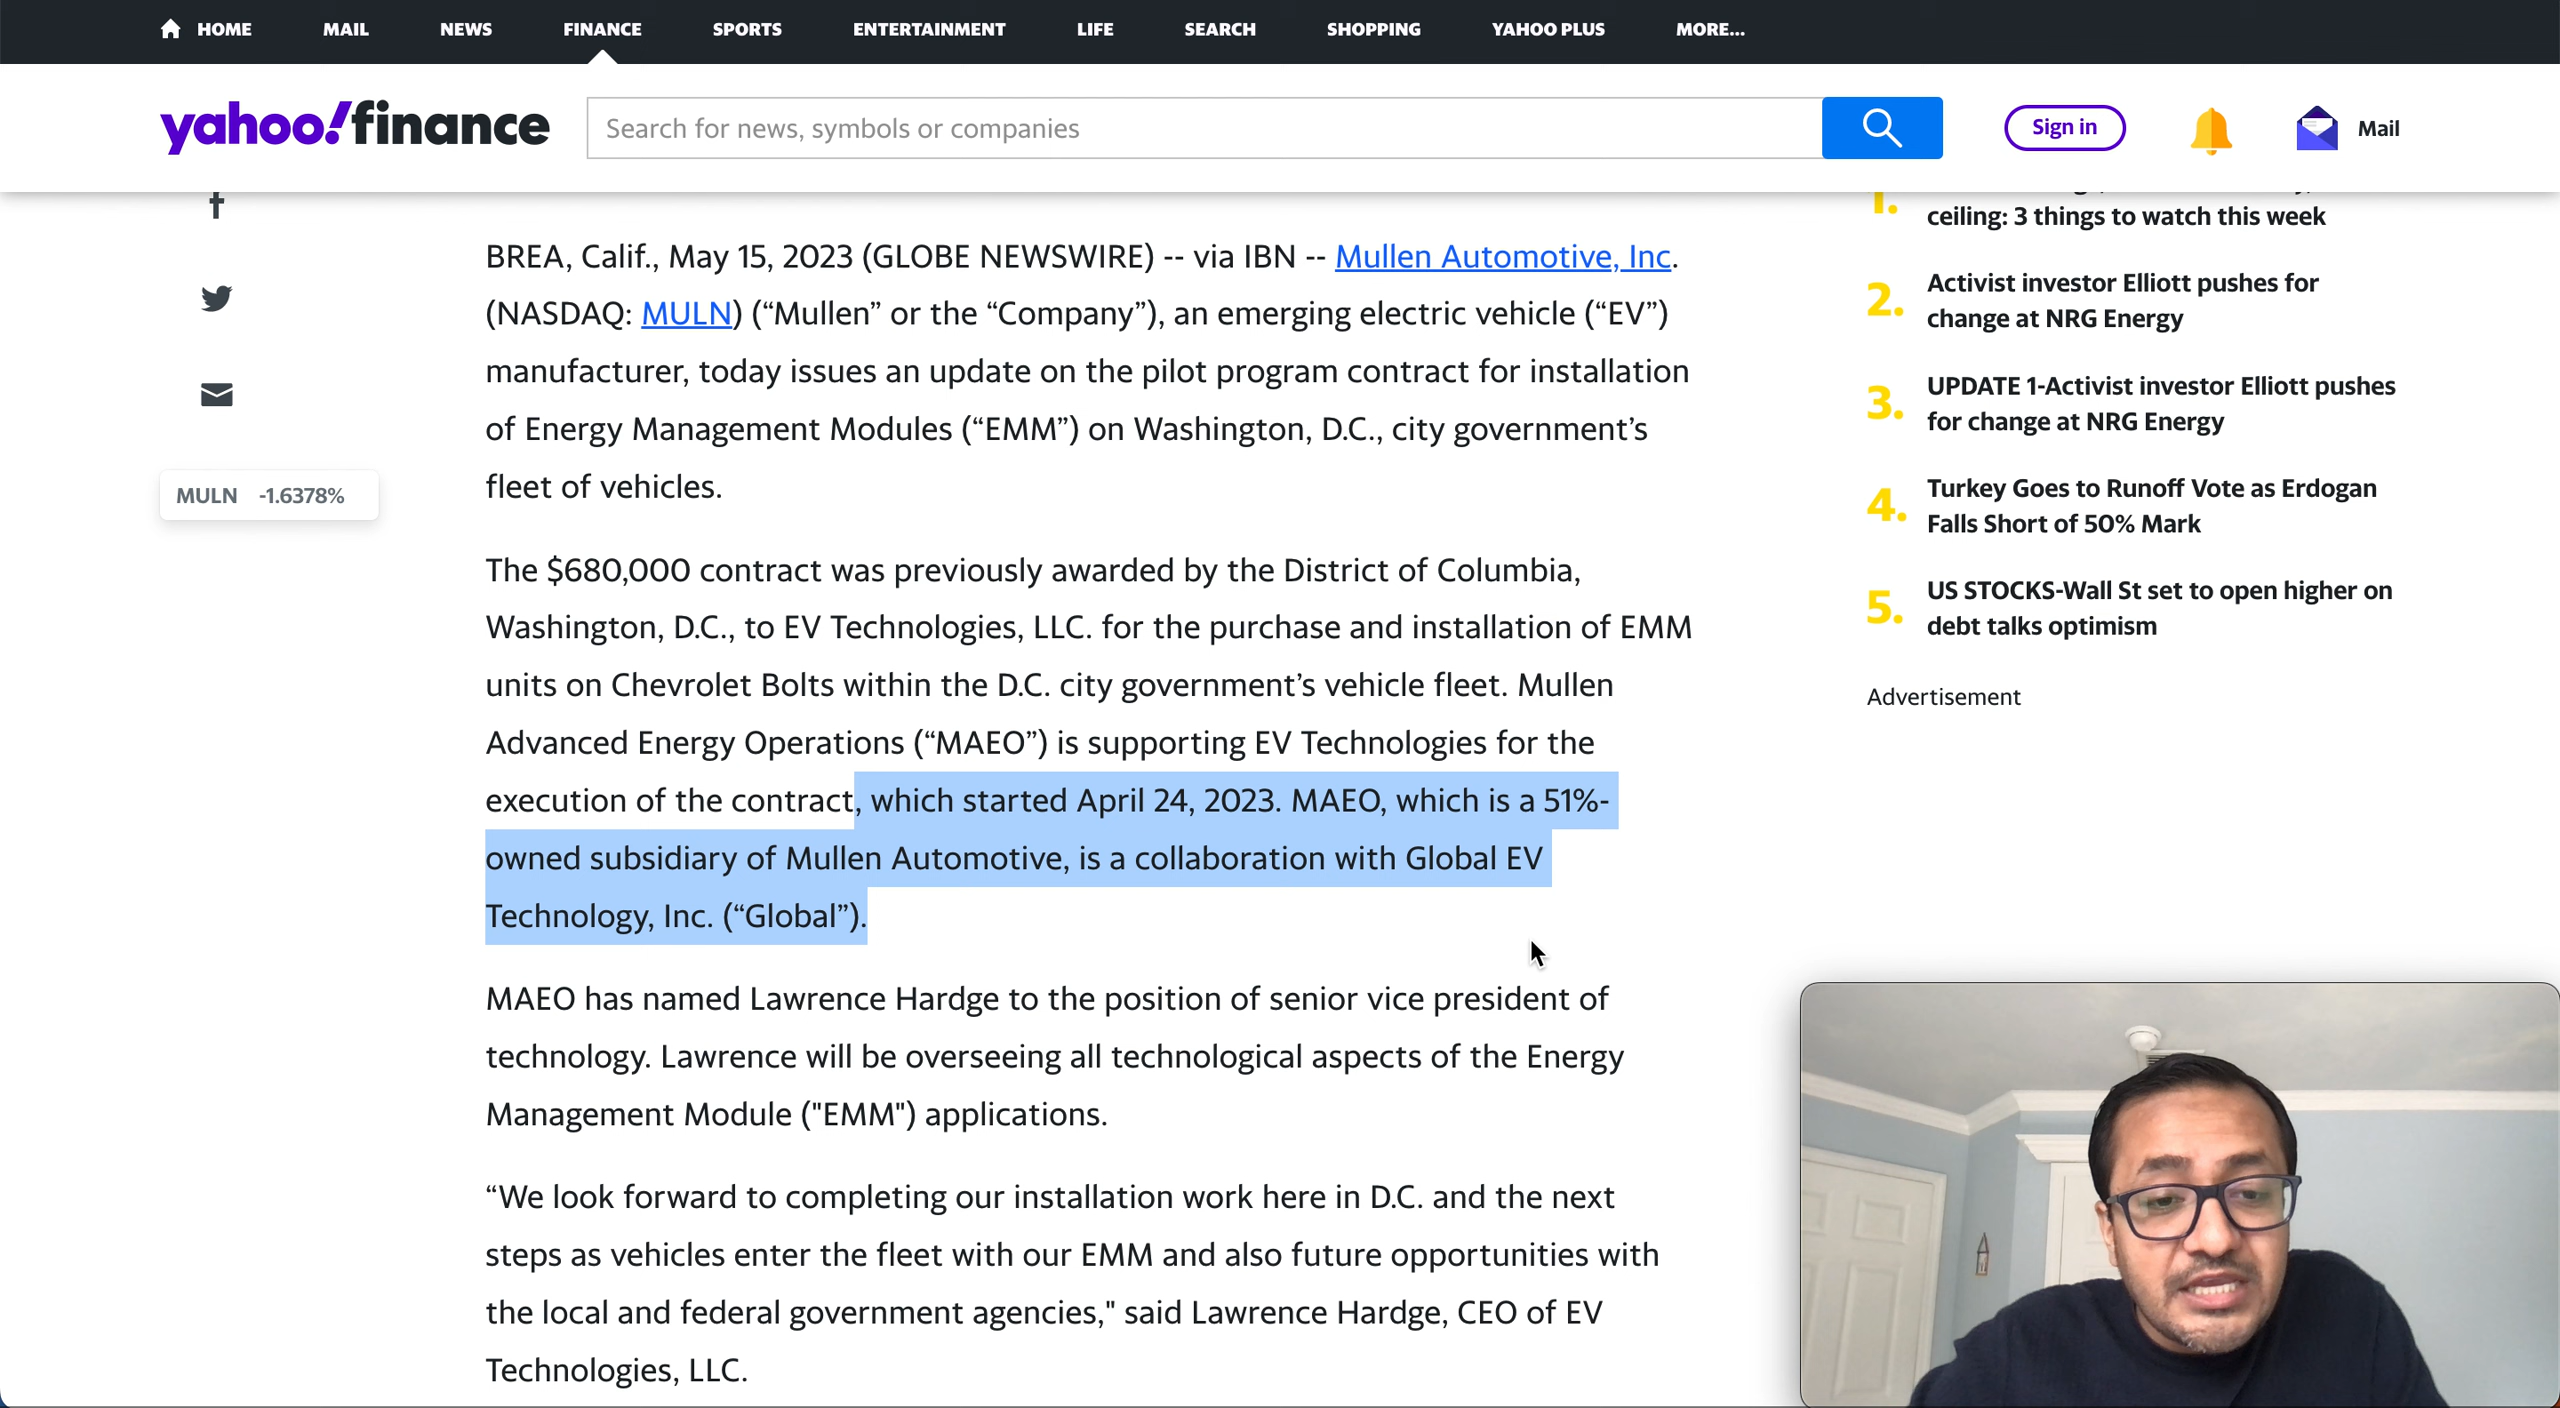 HOME MAIL NEWS FINANCE SPORTS ENTERTAINMENT LIFE SEARCH SHOPPING YAHOO PLUS MORE...
yahoo!finance
Search for news, symbols or companies
Sign in
Mail
MULN -1.6378%
BREA, Calif., May 15, 2023 (GLOBE NEWSWIRE) -- via IBN -- Mullen Automotive, Inc.
(NASDAQ: MULN) (“Mullen” or the “Company”), an emerging electric vehicle (“EV”)
manufacturer, today issues an update on the pilot program contract for installation
of Energy Management Modules (“EMM”) on Washington, D.C., city government’s
fleet of vehicles.
The $680,000 contract was previously awarded by the District of Columbia,
Washington, D.C., to EV Technologies, LLC. for the purchase and installation of EMM
units on Chevrolet Bolts within the D.C. city government’s vehicle fleet. Mullen
Advanced Energy Operations (“MAEO”) is supporting EV Technologies for the
execution of the contract, which started April 24, 2023. MAEO, which is a 51%-
owned subsidiary of Mullen Automotive, is a collaboration with Global EV
Technology, Inc. (“Global”).
MAEO has named Lawrence Hardge to the position of senior vice president of
technology. Lawrence will be overseeing all technological aspects of the Energy
Management Module ("EMM") applications.
“We look forward to completing our installation work here in D.C. and the next
steps as vehicles enter the fleet with our EMM and also future opportunities with
the local and federal government agencies," said Lawrence Hardge, CEO of EV
Technologies, LLC.
1.
ceiling: 3 things to watch this week
2. Activist investor Elliott pushes for
change at NRG Energy
3. UPDATE 1-Activist investor Elliott pushes
for change at NRG Energy
4. Turkey Goes to Runoff Vote as Erdogan
Falls Short of 50% Mark
5. US STOCKS-Wall St set to open higher on
debt talks optimism
Advertisement